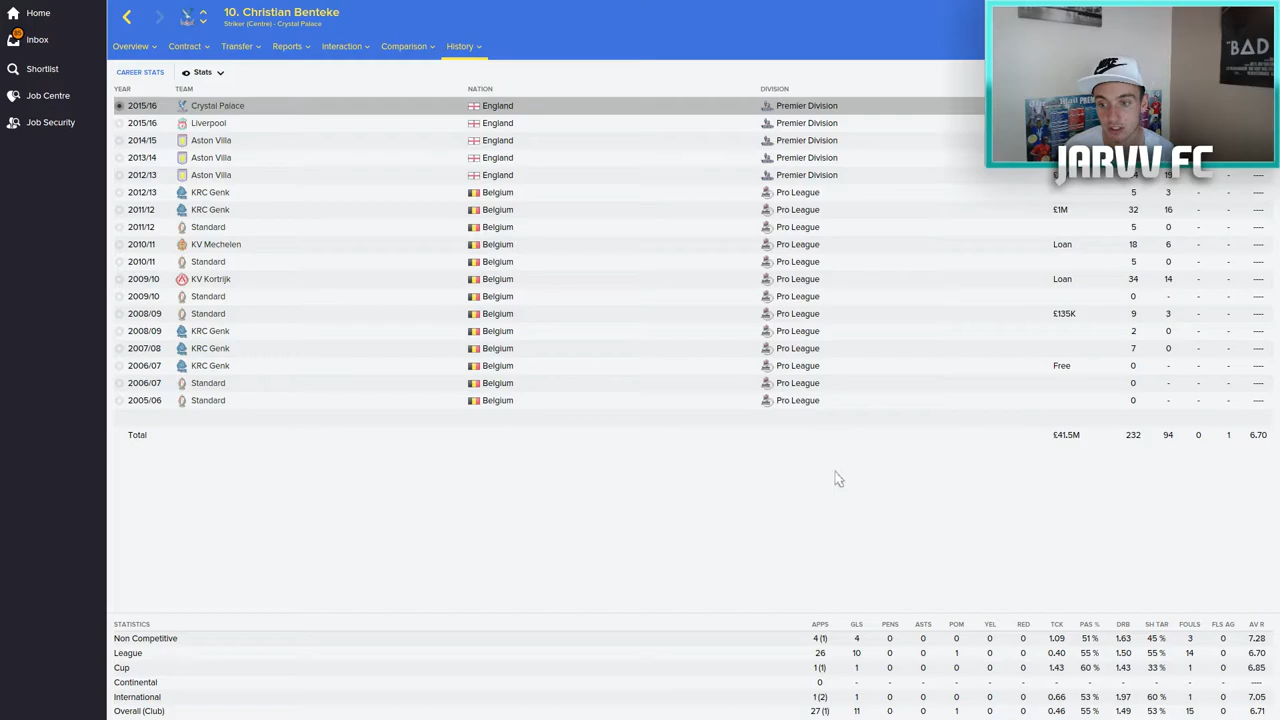 Home
Inbox
Shortlist
Job Centre
Job Security
10. Christian Benteke
Striker (Centre) - Crystal Palace
Overview Contract Transfer Reports Interaction Comparison History
CAREER STATS Stats
YEAR TEAM NATION DIVISION
2015/16 Crystal Palace England Premier Division
2015/16 Liverpool England Premier Division
2014/15 Aston Villa England Premier Division
2013/14 Aston Villa England Premier Division
2012/13 Aston Villa England Premier Division
2012/13 KRC Genk Belgium Pro League 5 3 - - ----
2011/12 KRC Genk Belgium Pro League £1M 32 16 - - ----
2011/12 Standard Belgium Pro League 5 0 - - ----
2010/11 KV Mechelen Belgium Pro League Loan 18 6 - - ----
2010/11 Standard Belgium Pro League 5 0 - - ----
2009/10 KV Kortrijk Belgium Pro League Loan 34 14 - - ----
2009/10 Standard Belgium Pro League 0 - - - ----
2008/09 Standard Belgium Pro League £135K 9 3 - - ----
2008/09 KRC Genk Belgium Pro League 2 0 - - ----
2007/08 KRC Genk Belgium Pro League 7 0 - - ----
2006/07 KRC Genk Belgium Pro League Free 0 - - - ----
2006/07 Standard Belgium Pro League 0 - - - ----
2005/06 Standard Belgium Pro League 0 - - - ----
Total £41.5M 232 94 0 1 6.70
STATISTICS APPS GLS PENS ASTS POM YEL RED TCK PAS % DRB SH TAR FOULS FLS AG AV R
Non Competitive 4 (1) 4 0 0 0 0 0 1.09 51 % 1.63 45 % 3 0 7.28
League 26 10 0 0 1 0 0 0.40 55 % 1.50 55 % 14 0 6.70
Cup 1 (1) 1 0 0 0 0 0 1.43 60 % 1.43 33 % 1 0 6.85
Continental 0 - - - - - - - - - - - - ----
International 1 (2) 1 0 0 0 0 0 0.66 53 % 1.97 60 % 1 0 7.05
Overall (Club) 27 (1) 11 0 0 1 0 0 0.46 55 % 1.49 53 % 15 0 6.71
BAD
JARVV FC